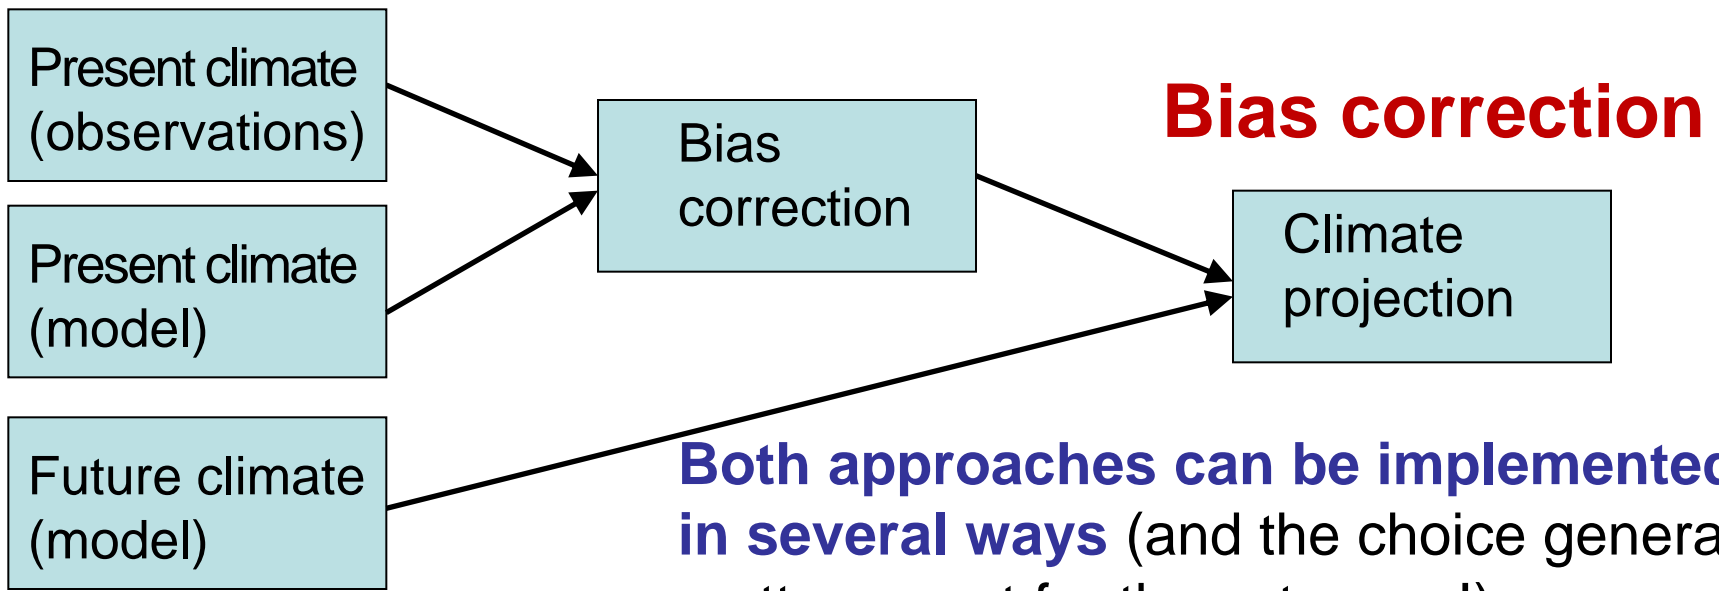 Present climate
(observations)
Bias correction
Bias
correction
Present climate
(model)
Climate
projection
Future climate
(model)
Both approaches can be implemented
in several ways (and the choice genera